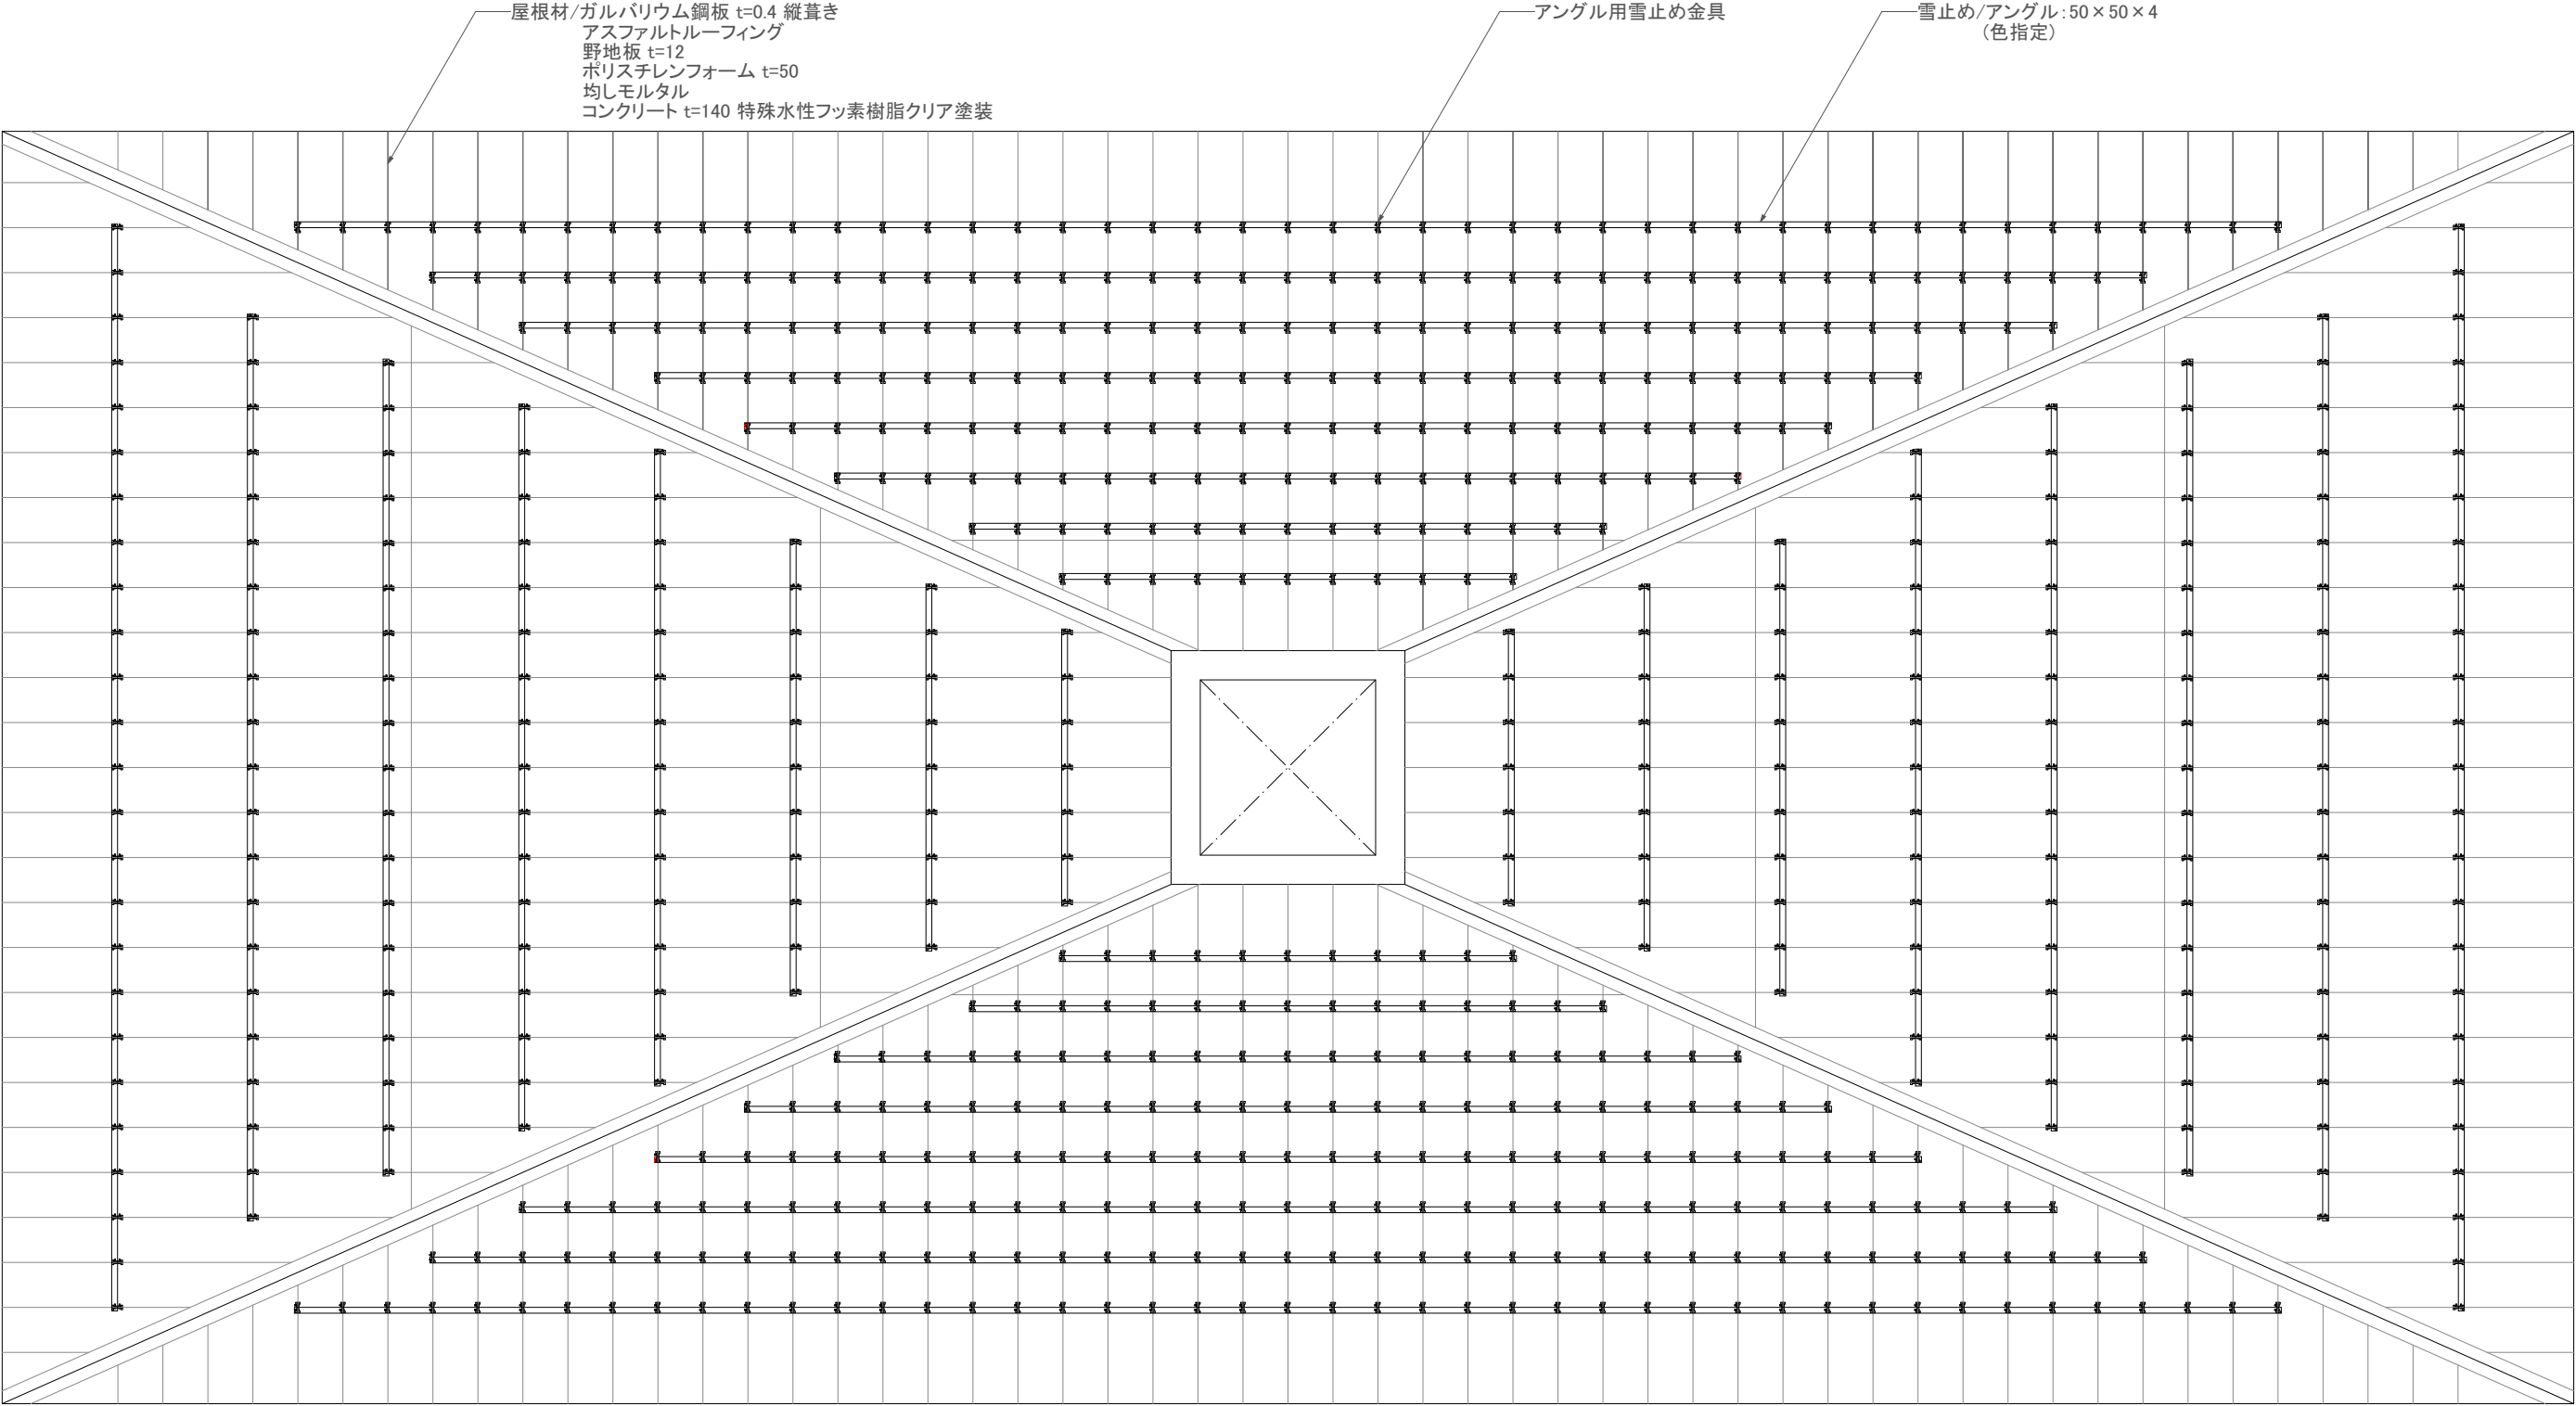 屋根材/ガルバリウム鋼板 t=0.4 縦葺き
アスファルトルーフィング
野地板 t=12
ポリスチレンフォーム t=50
均しモルタル
コンクリート t=140 特殊水性フッ素樹脂クリア塗装
アングル用雪止め金具
雪止め/アングル:50×50×4
(色指定)